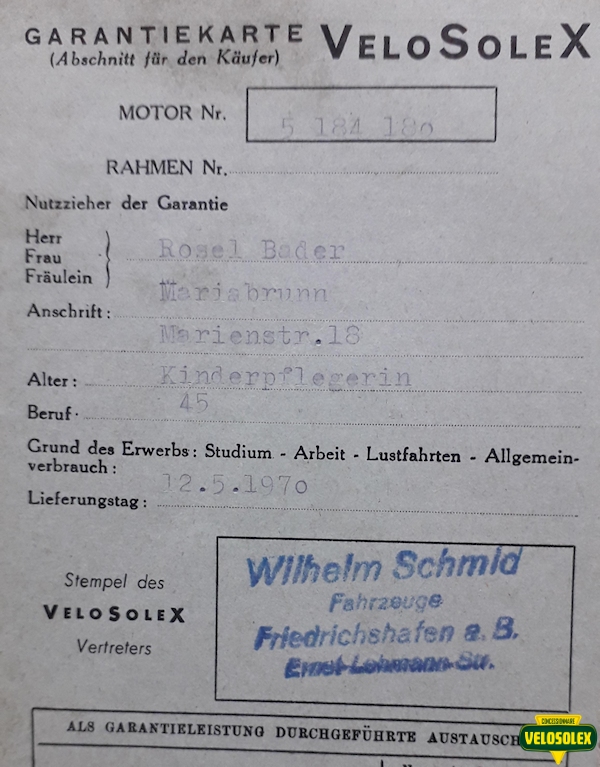 GARANTIEKARTE VELOSOLEX
(Abschnitt für den Käufer)
MOTOR Nr. 5 184 180
RAHMEN Nr.
Nutzzieher der Garantie
Herr
Frau
Fräulein
Rosel Bader
Mariabrunn
Anschrift:
Marienstr.18
Alter: Kinderpflegerin
45
Beruf
Grund des Erwerbs: Studium - Arbeit - Lustfahrten - Allgemein-
verbrauch:
12.5.1970
Lieferungstag:
Stempel des
VELOSOLEX
Vertreters
Wilhelm Schmid
Fahrzeuge
Friedrichshafen a. B.
Ernst-Lehmann-Str.
ALS GARANTIELEISTUNG DURCHGEFÜHRTE AUSTAUSCH
CONCESSIONNAIRE
VELOSOLEX